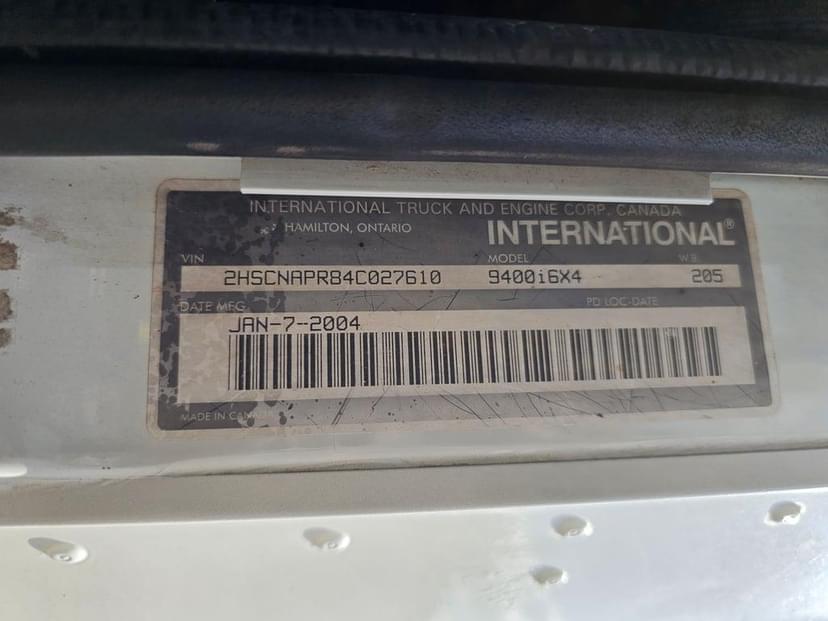 INTERNATIONAL TRUCK AND ENGINE CORP. CANADA
HAMILTON, ONTARIO
INTERNATIONAL®
VIN MODEL W.B.
2HSCNAPR84C027610 9400i6X4 205
DATE MFG PD LOC-DATE
JAN-7-2004
MADE IN CANADA